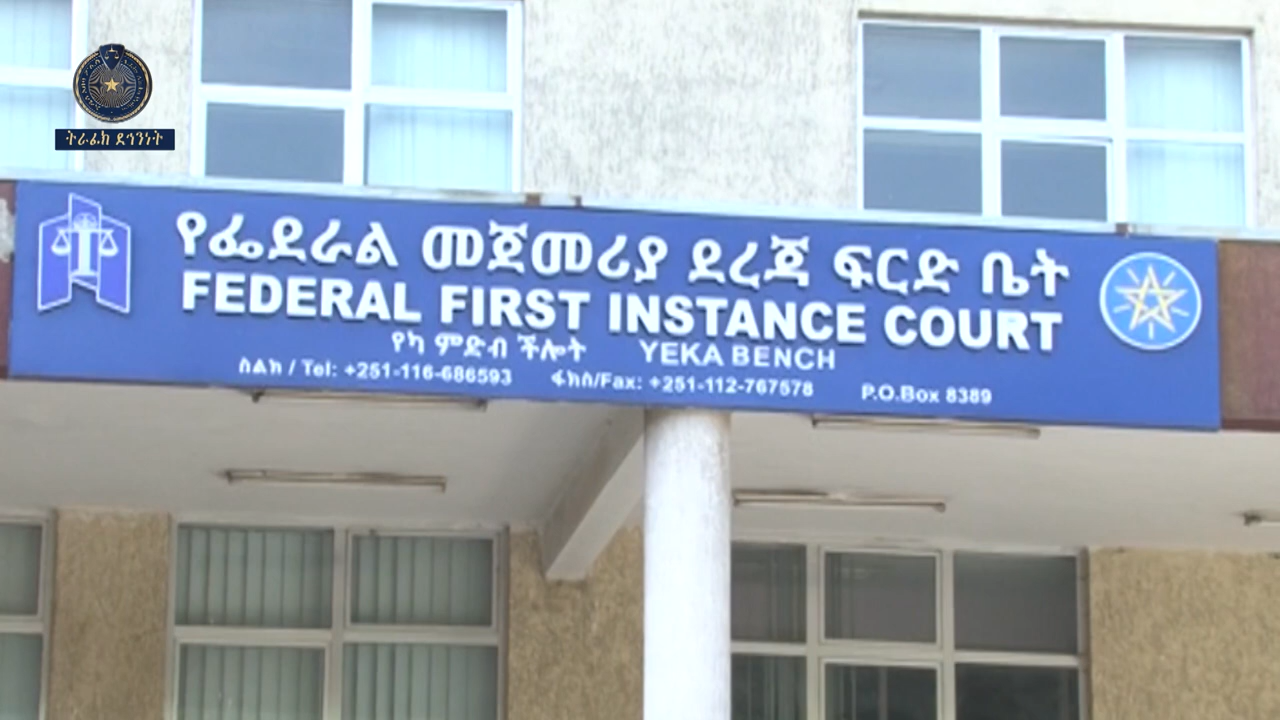 ትራፊክ ደኅንነት
የፌደራል መጀመሪያ ደረጃ ፍርድ ቤት
FEDERAL FIRST INSTANCE COURT
የካ ምድብ ችሎት YEKA BENCH
ስልክ / Tel: +251-116-686593 ፋክስ/Fax: +251-112-767578 P.O.Box 8389